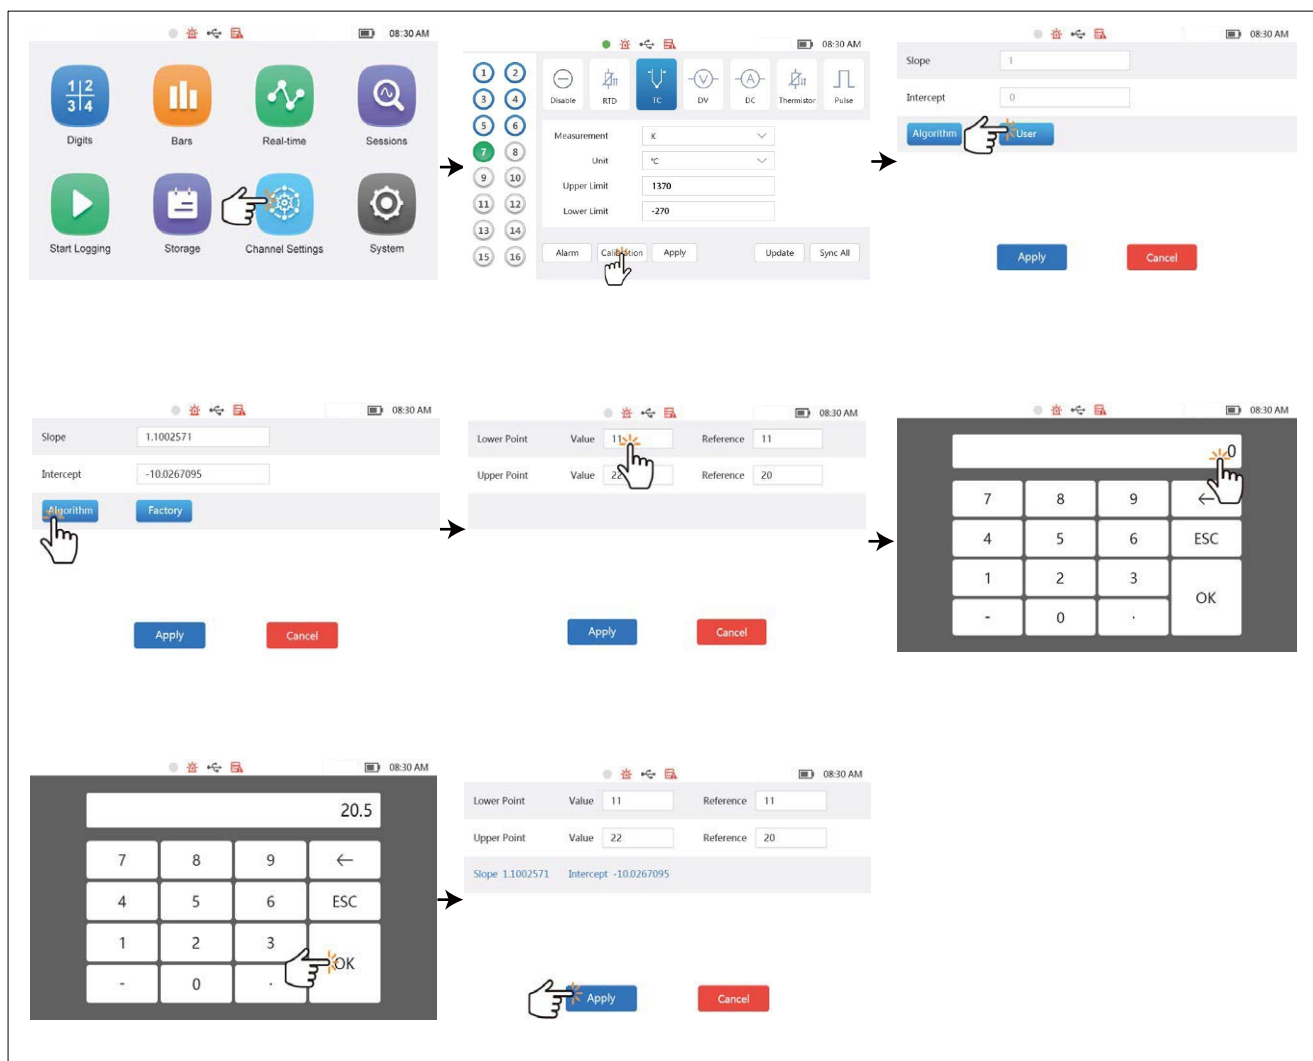 08:30 AM
1 2
3 4
Digits
Bars
Real-time
Sessions
Start Logging
Storage
Channel Settings
System
08:30 AM
1 2
3 4
5 6
7 8
9 10
11 12
13 14
15 16
Disable
RTD
TC
V
DV
A
DC
Thermistor
Pulse
Measurement K
Unit °C
Upper Limit 1370
Lower Limit -270
Alarm
Calibration
Apply
Update
Sync All
08:30 AM
Slope 1
Intercept 0
Algorithm
User
Apply
Cancel
08:30 AM
Slope 1.1002571
Intercept -10.0267095
Algorithm
Factory
Apply
Cancel
08:30 AM
Lower Point Value 11 Reference 11
Upper Point Value 22 Reference 20
Apply
Cancel
08:30 AM
0
7 8 9 ←
4 5 6 ESC
1 2 3
OK
- 0 .
08:30 AM
20.5
7 8 9 ←
4 5 6 ESC
1 2 3
OK
- 0 .
08:30 AM
Lower Point Value 11 Reference 11
Upper Point Value 22 Reference 20
Slope 1.1002571 Intercept -10.0267095
Apply
Cancel